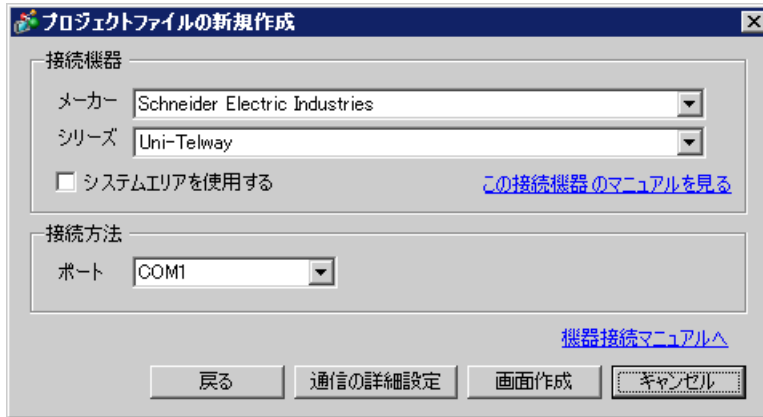 プロジェクトファイルの新規作成
接続機器
メーカー Schneider Electric Industries
シリーズ Uni-Telway
システムエリアを使用する この接続機器のマニュアルを見る
接続方法
ポート COM1
機器接続マニュアルへ
戻る 通信の詳細設定 画面作成 キャンセル